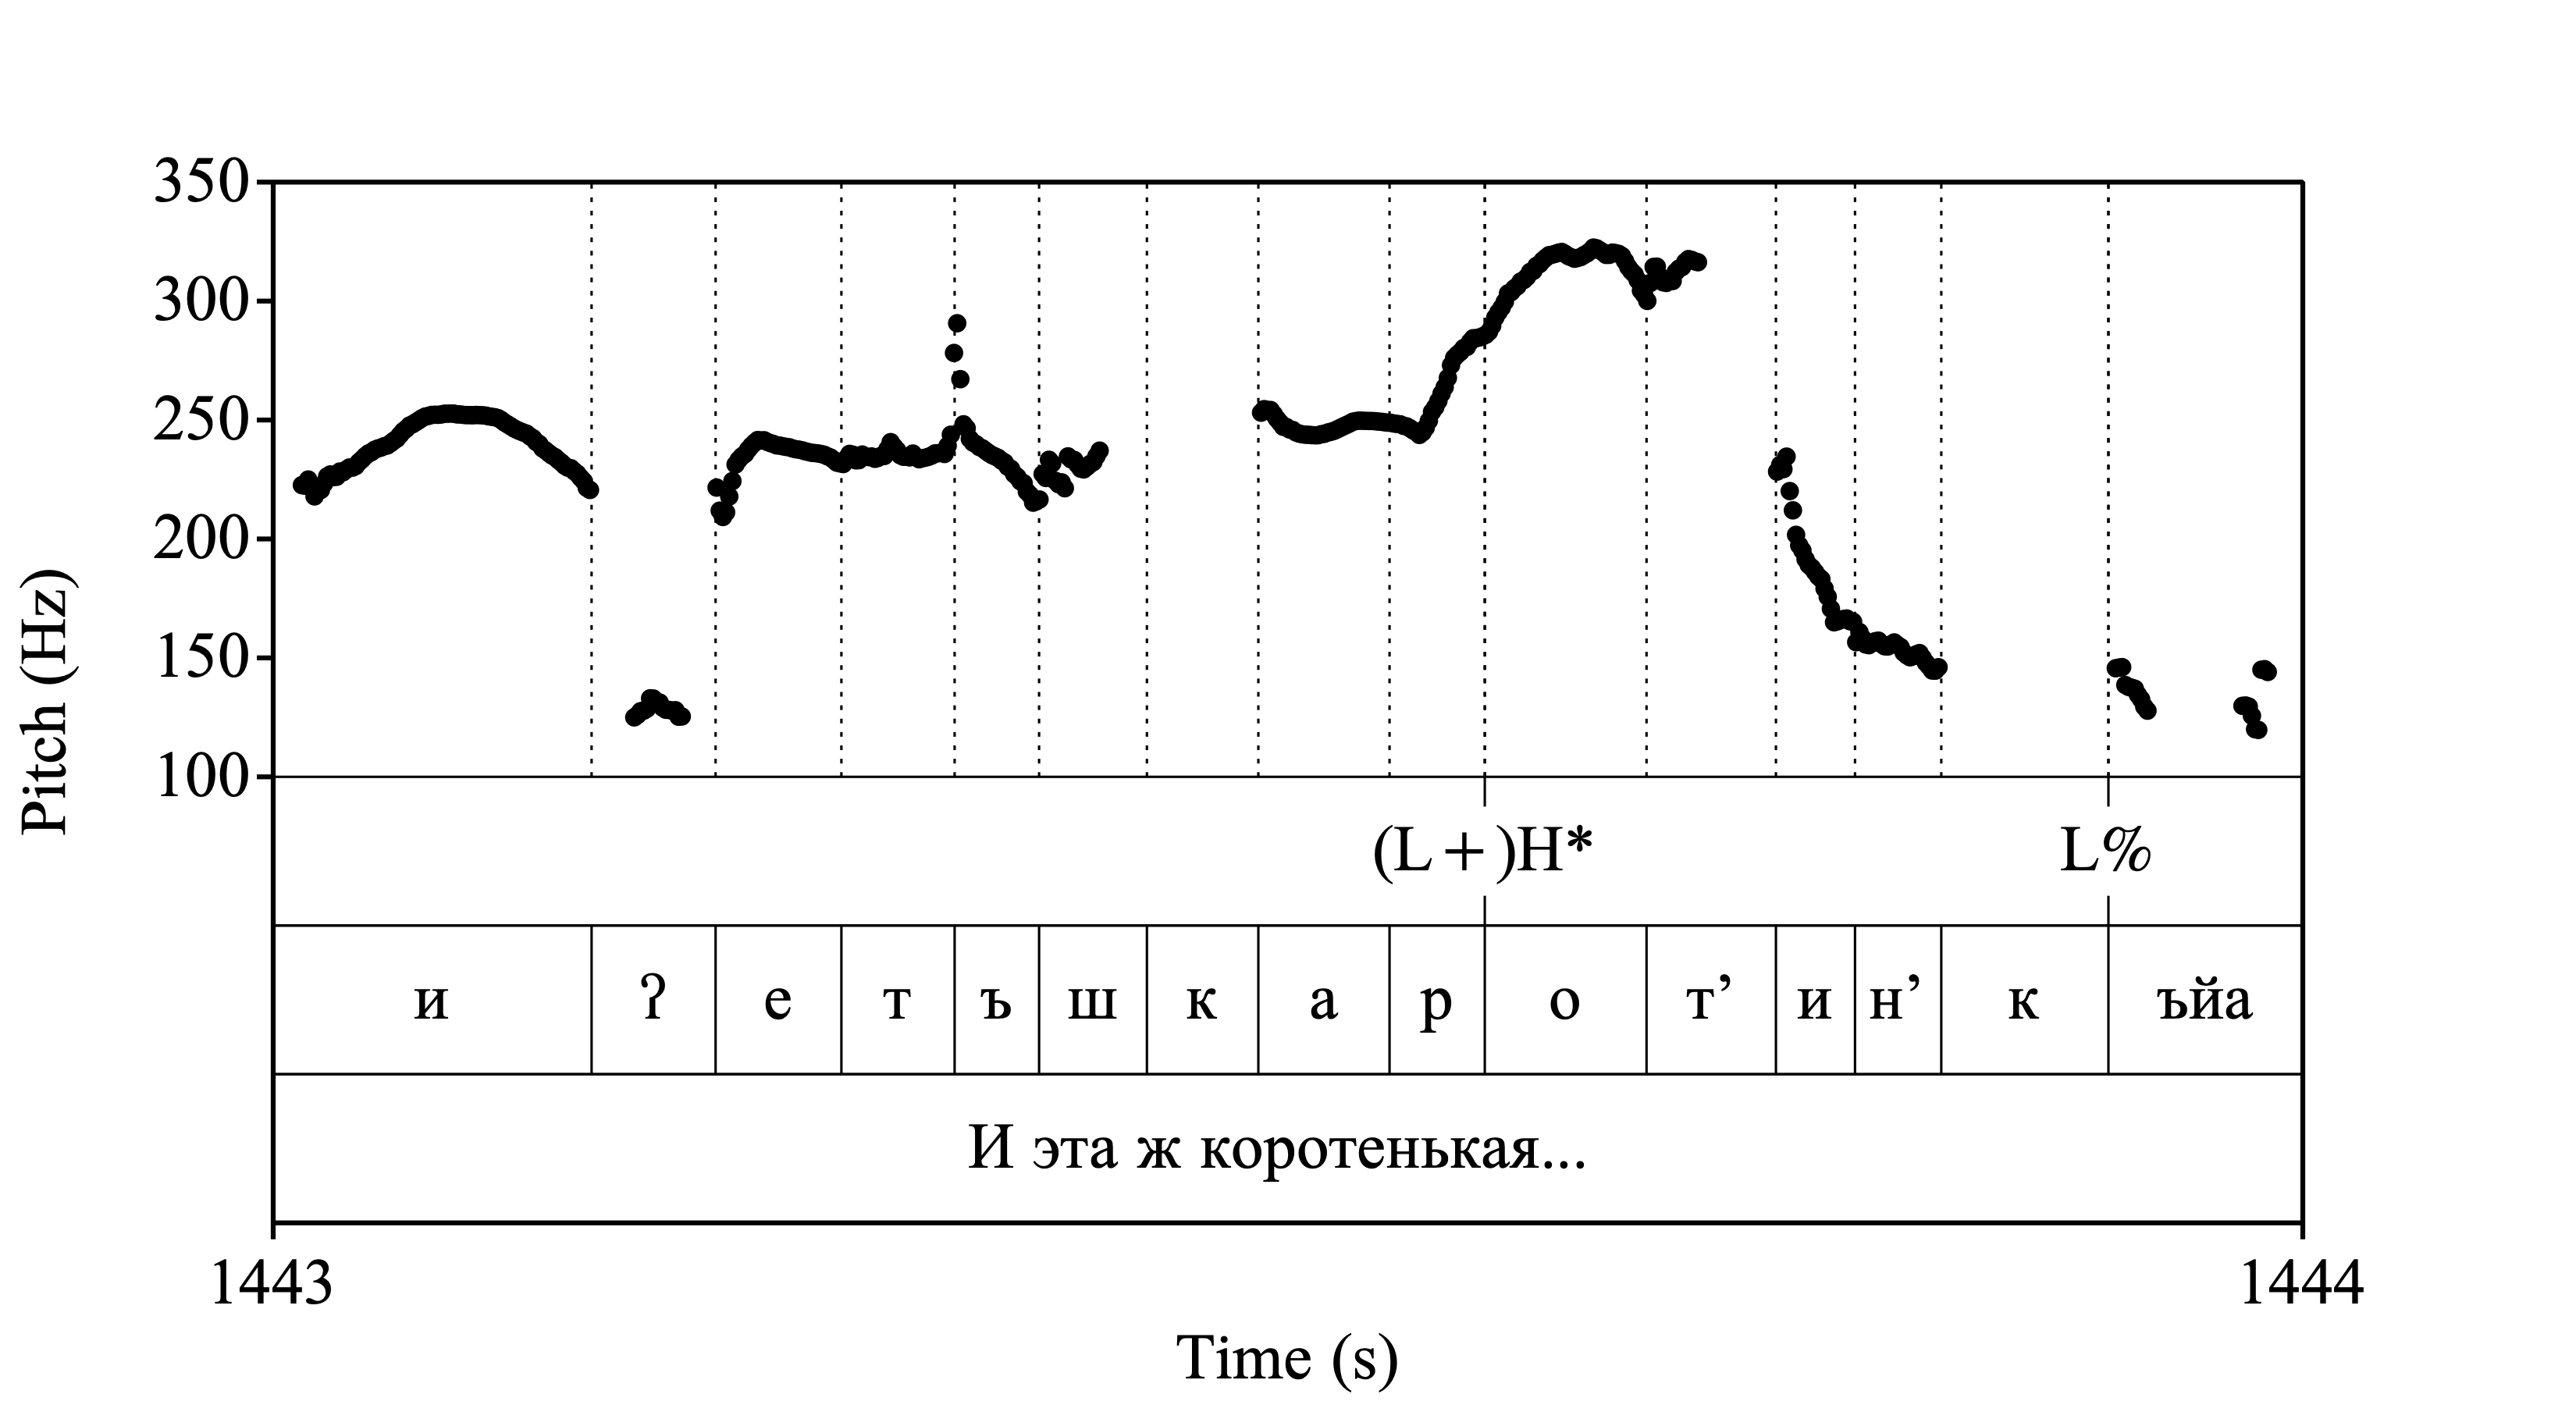 350
300
250
200
150
100
Pitch (Hz)
(L+)H* L%
и ʔ е т ъ ш к а р о т’ и н’ к ъйа
И эта ж коротенькая...
1443 1444
Time (s)